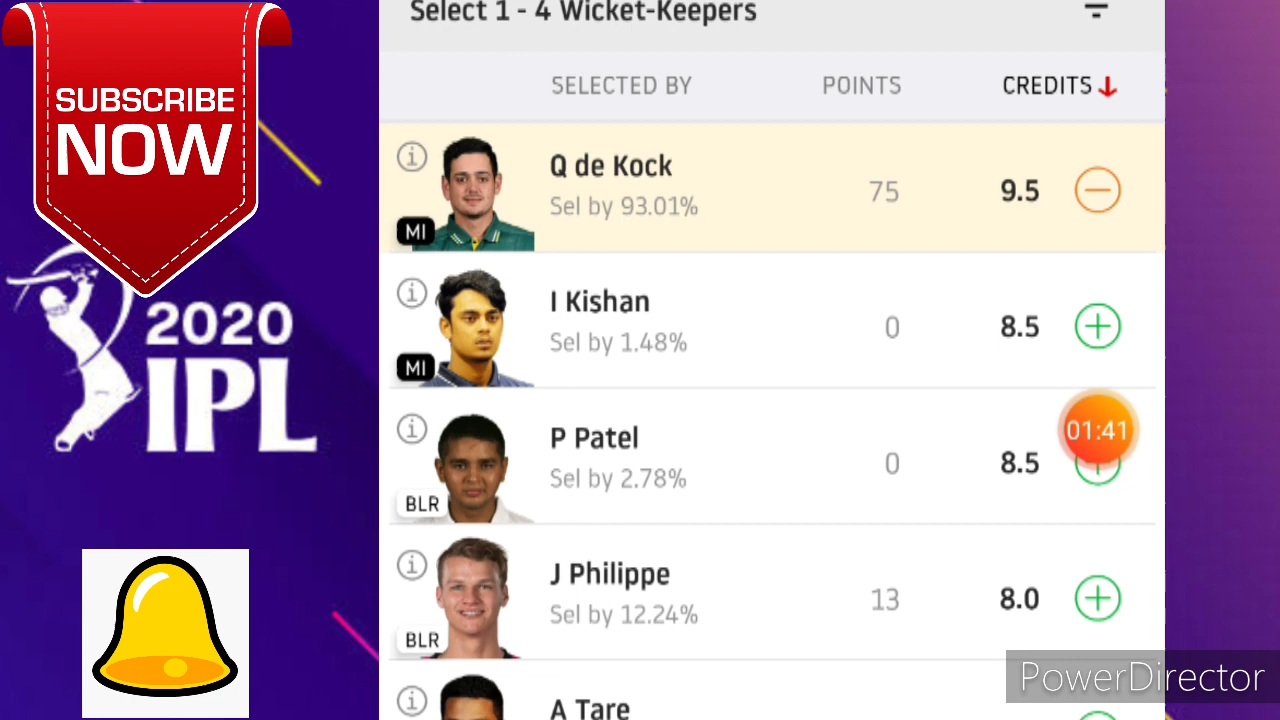 SUBSCRIBE
NOW
2020
IPL
Select 1 - 4 Wicket-Keepers
SELECTED BY POINTS CREDITS
Q de Kock
Sel by 93.01% 75 9.5
MI
I Kishan
Sel by 1.48% 0 8.5
MI
01:41
P Patel
Sel by 2.78% 0 8.5
BLR
J Philippe
Sel by 12.24% 13 8.0
BLR
A Tare
PowerDirector